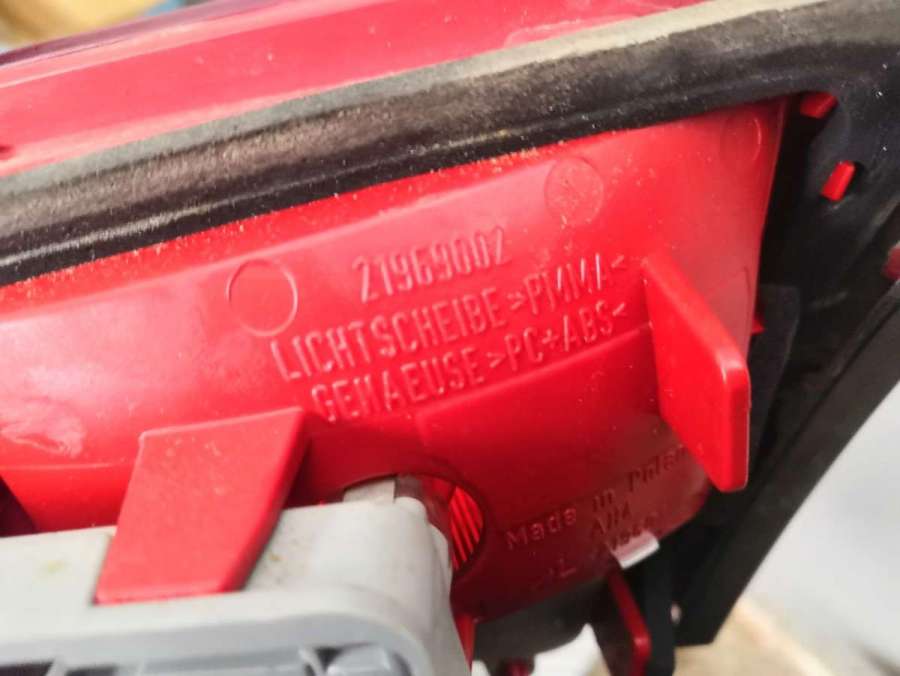 21969002
LICHTSCHEIBE >PMMA<
GEHAEUSE >PC+ABS<
Made in